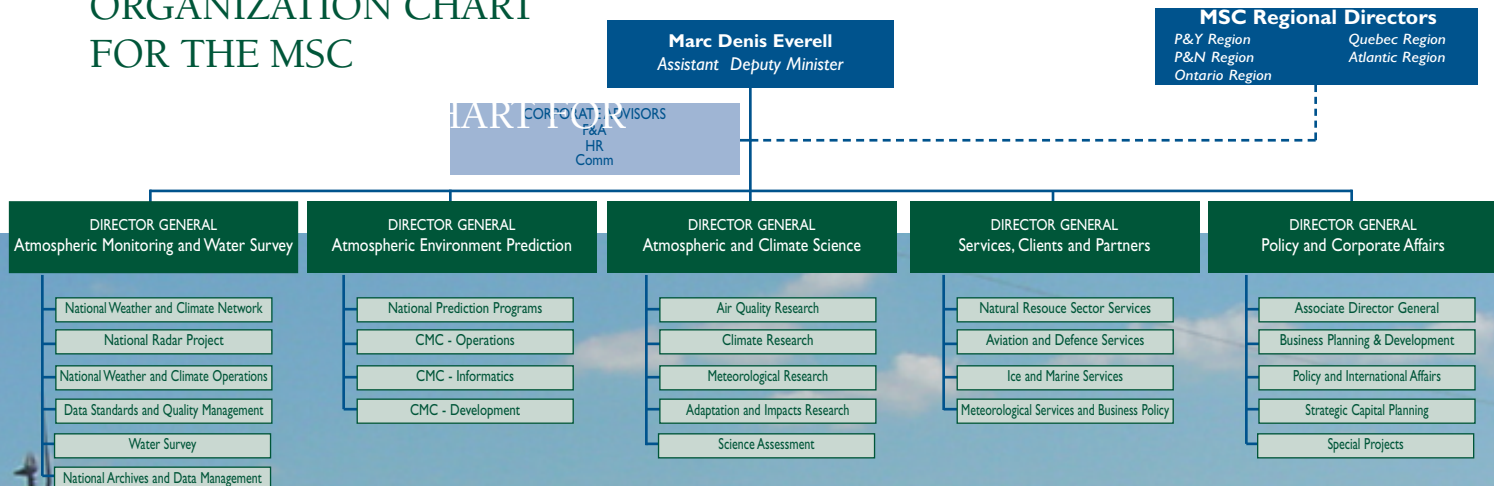 ORGANIZATION CHART
FOR THE MSC
Marc Denis Everell
Assistant Deputy Minister
MSC Regional Directors
P&Y Region
Quebec Region
P&N Region
Atlantic Region
Ontario Region
HART FOR
CORPORATE ADVISORS
F&A
HR
Comm
DIRECTOR GENERAL
Atmospheric Monitoring and Water Survey
National Weather and Climate Network
National Radar Project
National Weather and Climate Operations
Data Standards and Quality Management
Water Survey
National Archives and Data Management
DIRECTOR GENERAL
Atmospheric Environment Prediction
National Prediction Programs
CMC - Operations
CMC - Informatics
CMC - Development
DIRECTOR GENERAL
Atmospheric and Climate Science
Air Quality Research
Climate Research
Meteorological Research
Adaptation and Impacts Research
Science Assessment
DIRECTOR GENERAL
Services, Clients and Partners
Natural Resouce Sector Services
Aviation and Defence Services
Ice and Marine Services
Meteorological Services and Business Policy
DIRECTOR GENERAL
Policy and Corporate Affairs
Associate Director General
Business Planning & Development
Policy and International Affairs
Strategic Capital Planning
Special Projects